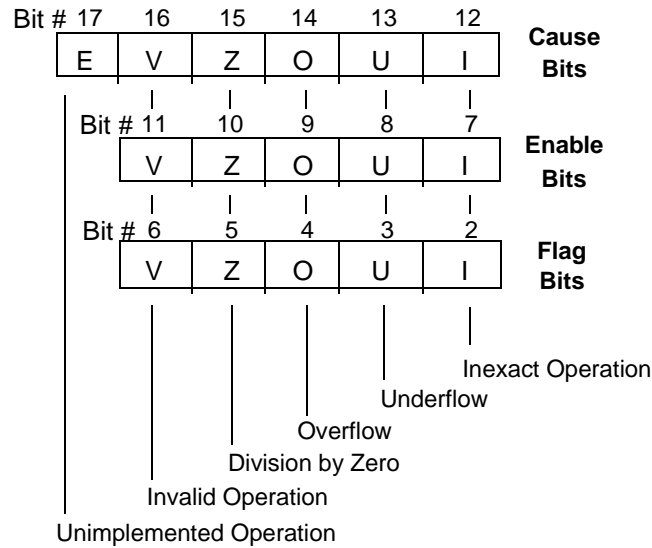 Bit # 17 16 15 14 13 12
E V Z O U I
Cause
Bits
Bit # 11 10 9 8 7
V Z O U I
Enable
Bits
Bit # 6 5 4 3 2
V Z O U I
Flag
Bits
Inexact Operation
Underflow
Overflow
Division by Zero
Invalid Operation
Unimplemented Operation